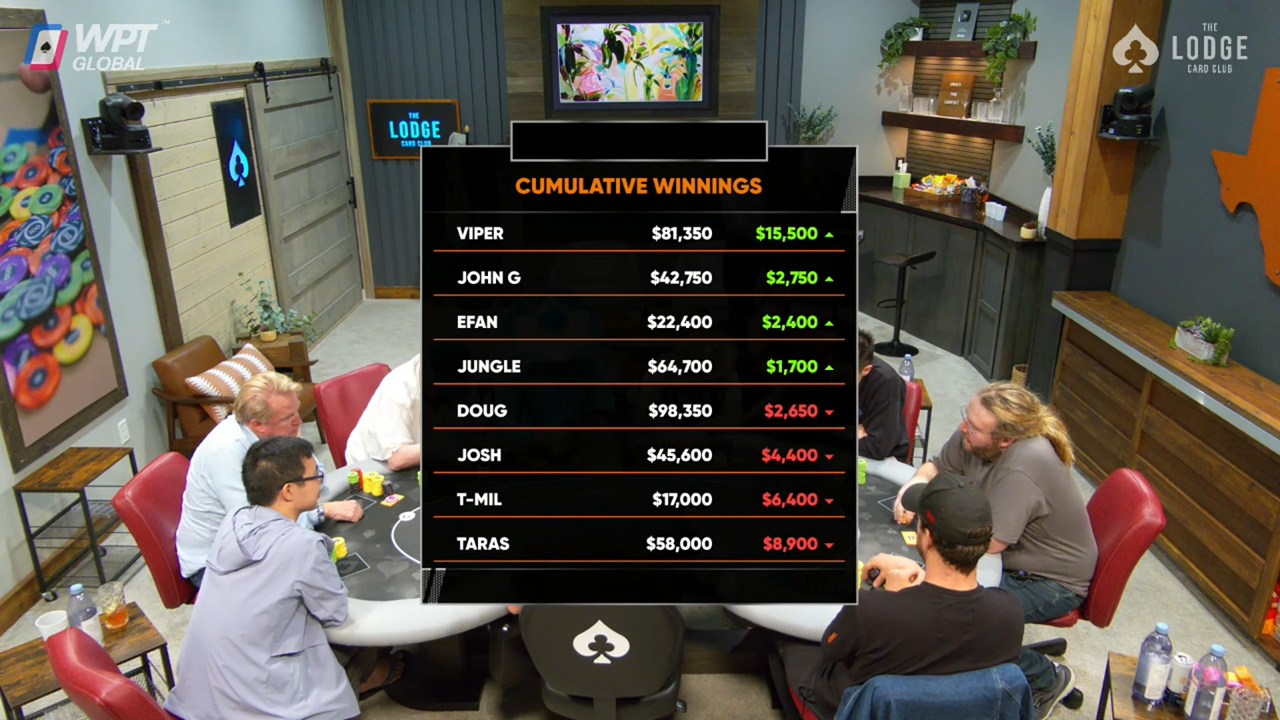 WPT™
GLOBAL
THE
LODGE
CARD CLUB
THE
LODGE
CARD CLUB
CUMULATIVE WINNINGS
VIPER $81,350 $15,500
JOHN G $42,750 $2,750
EFAN $22,400 $2,400
JUNGLE $64,700 $1,700
DOUG $98,350 $2,650
JOSH $45,600 $4,400
T-MIL $17,000 $6,400
TARAS $58,000 $8,900